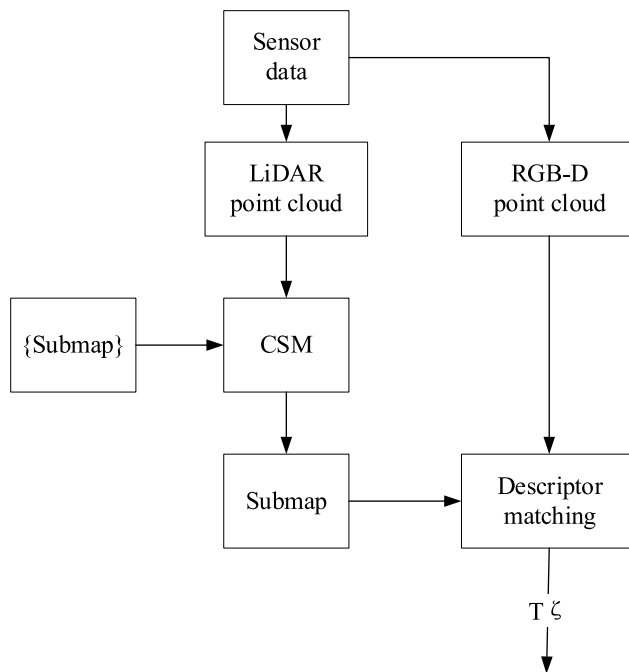 Sensor
data
LiDAR
point cloud
RGB-D
point cloud
{Submap}
CSM
Submap
Descriptor
matching
T ζ